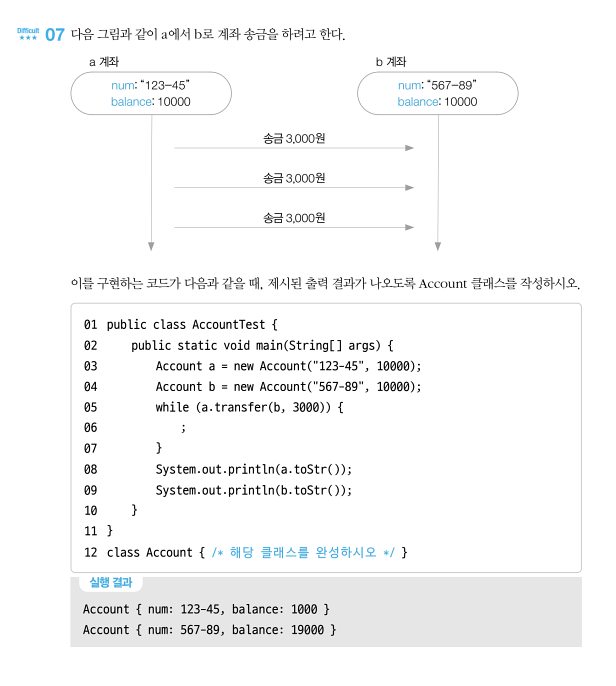 Difficult
★★★ 07 다음 그림과 같이 a에서 b로 계좌 송금을 하려고 한다.
a 계좌 b 계좌
num: “123-45” num: “567-89”
balance: 10000 balance: 10000
송금 3,000원
송금 3,000원
송금 3,000원
이를 구현하는 코드가 다음과 같을 때, 제시된 출력 결과가 나오도록 Account 클래스를 작성하시오.
01 public class AccountTest {
02     public static void main(String[] args) {
03         Account a = new Account("123-45", 10000);
04         Account b = new Account("567-89", 10000);
05         while (a.transfer(b, 3000)) {
06             ;
07         }
08         System.out.println(a.toStr());
09         System.out.println(b.toStr());
10     }
11 }
12 class Account { /* 해당 클래스를 완성하시오 */ }
실행 결과
Account { num: 123-45, balance: 1000 }
Account { num: 567-89, balance: 19000 }